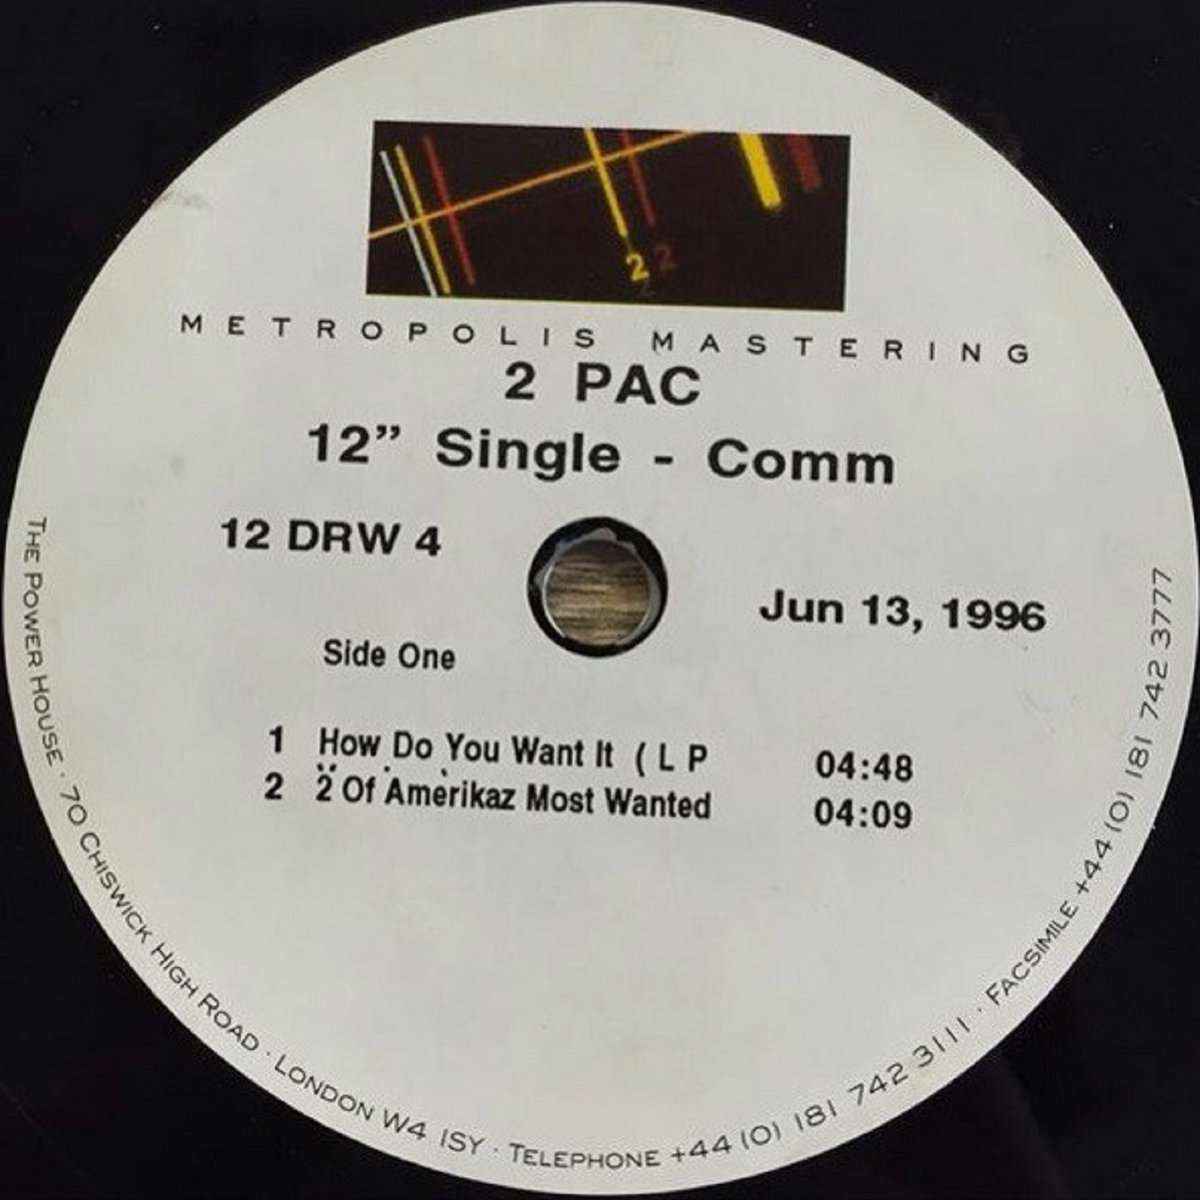 2 2
METROPOLIS MASTERING
2 PAC
12” Single - Comm
12 DRW 4
Jun 13, 1996
Side One
1 How Do You Want It ( L P 04:48
2 2 Of Amerikaz Most Wanted 04:09
THE POWER HOUSE · 70 CHISWICK HIGH ROAD · LONDON W4 1SY · TELEPHONE +44 (0) 181 742 3111 · FACSIMILE +44 (0) 181 742 3777